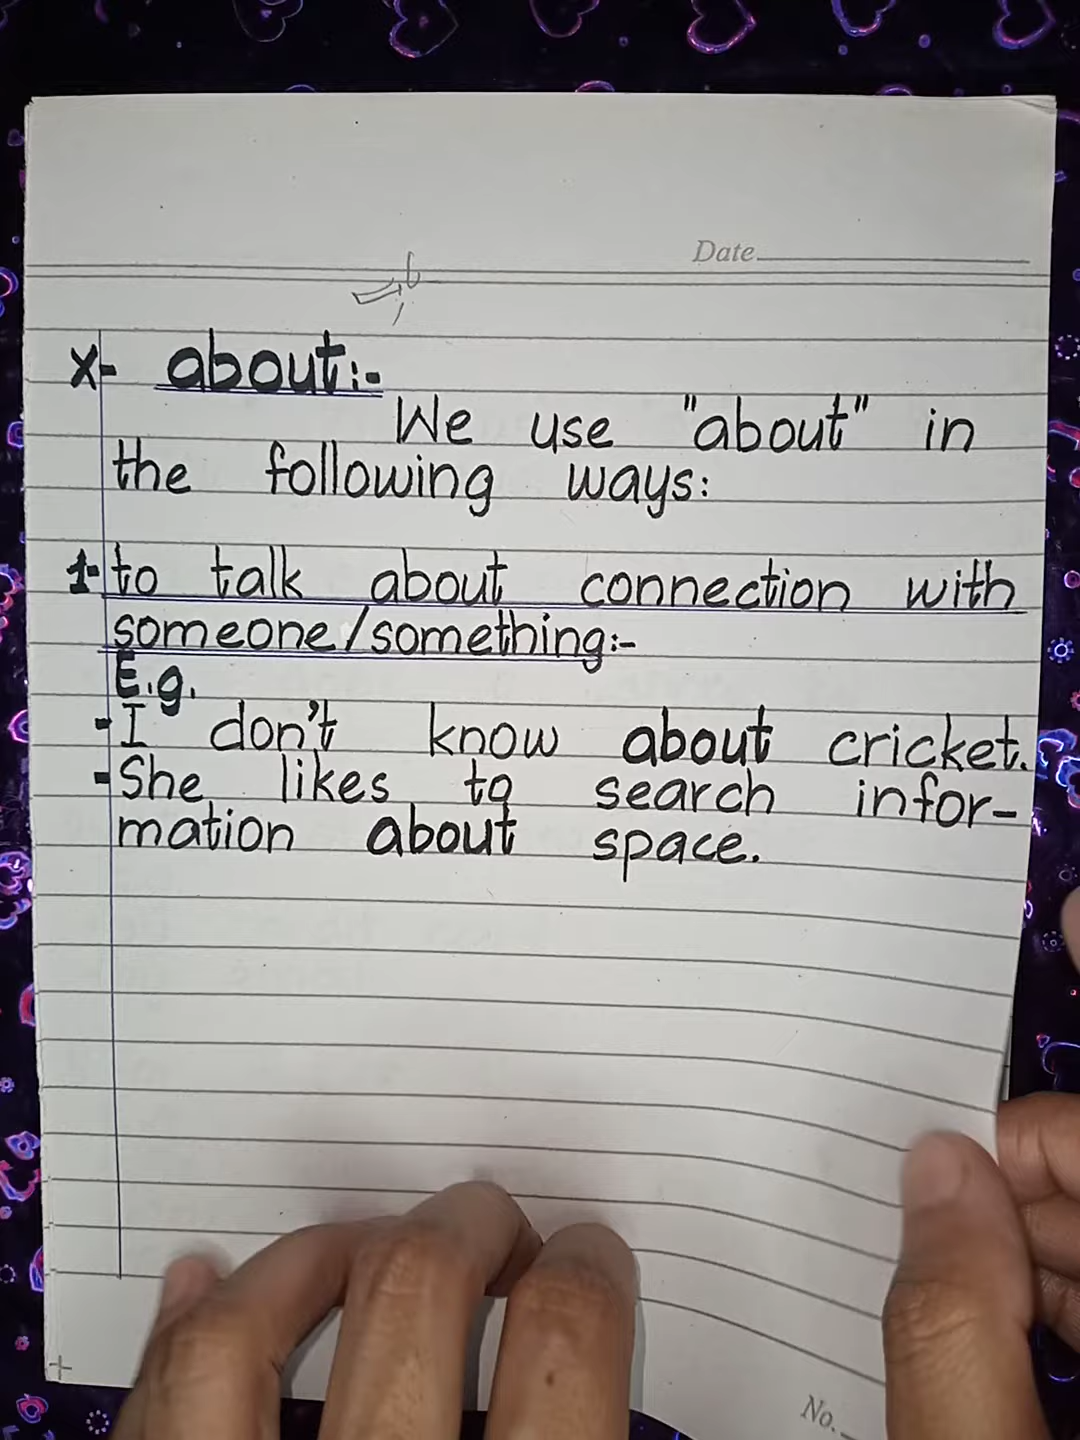 Date
x- about:-
We use "about" in
the following ways:
1- to talk about connection with
someone/something:-
E.g.
- I don't know about cricket.
- She likes to search infor-
mation about space.
No.